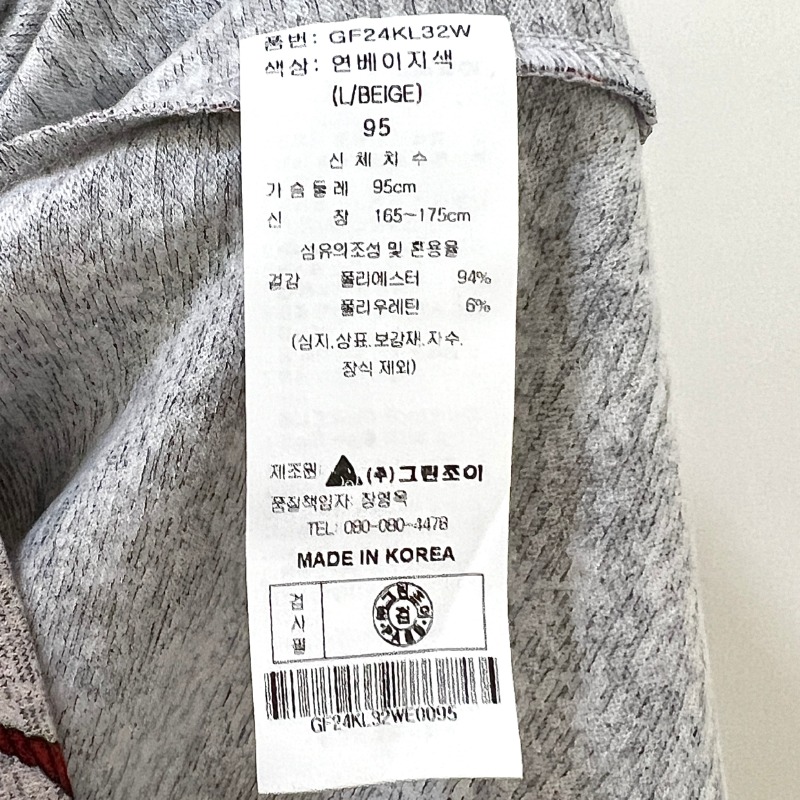 품번: GF24KL32W
색상: 연베이지색
(L/BEIGE)
95
신체치수
가슴둘레 95cm
신장 165~175cm
섬유의조성 및 혼용율
겉감 폴리에스터 94%
폴리우레탄 6%
(심지.상표.보강재.자수.
장식 제외)
제조원 (주)그린조이
품질책임자: 장영옥
TEL: 080-080-4478
MADE IN KOREA
검사필
검
GF24KL32WE0095